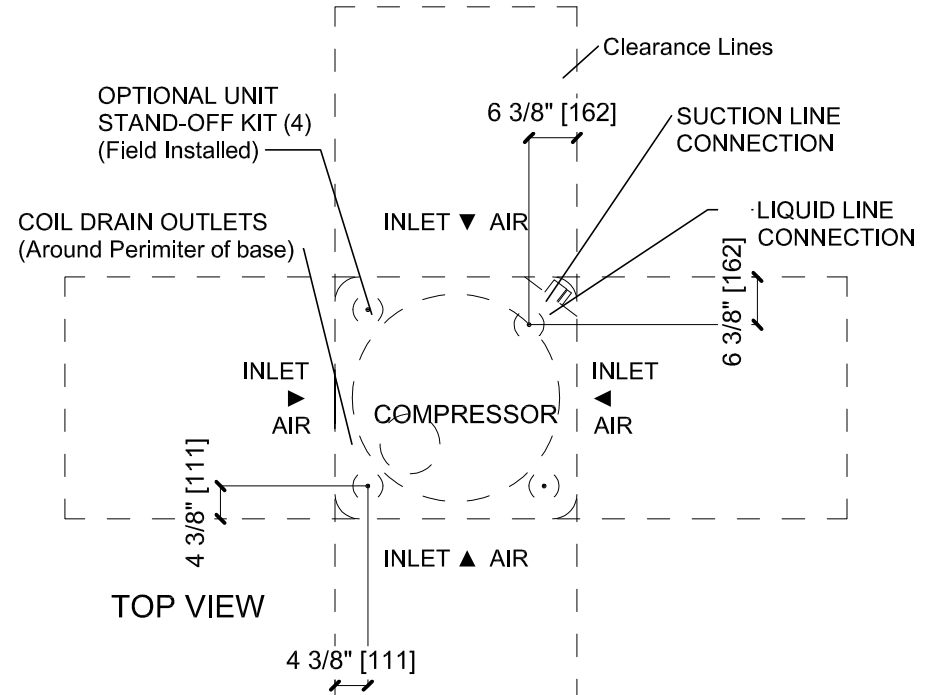 Clearance Lines
OPTIONAL UNIT
STAND-OFF KIT (4)
(Field Installed)
6 3/8" [162]
SUCTION LINE
CONNECTION
COIL DRAIN OUTLETS
(Around Perimiter of base)
INLET ▼ AIR
LIQUID LINE
CONNECTION
6 3/8" [162]
INLET
►
AIR
COMPRESSOR
INLET
◄
AIR
4 3/8" [111]
INLET ▲ AIR
TOP VIEW
4 3/8" [111]